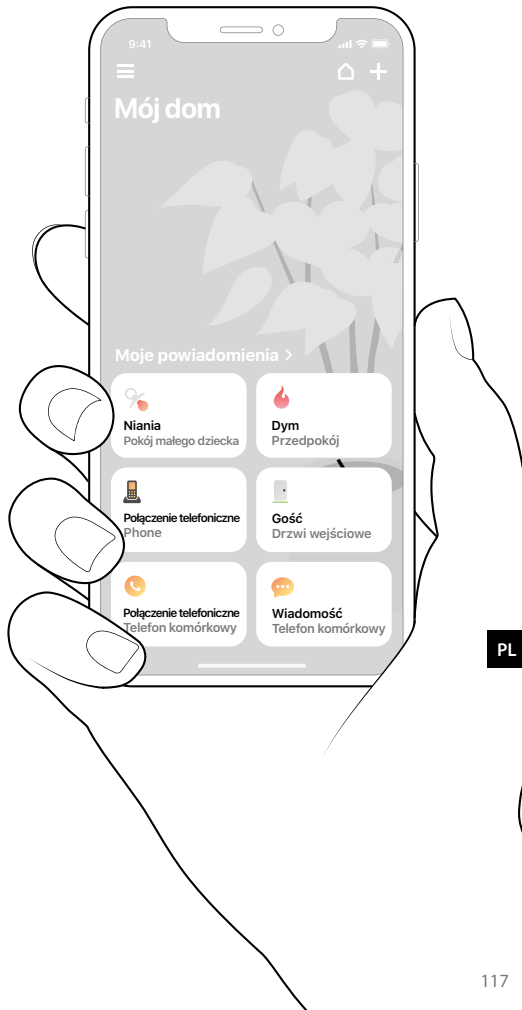 9:41
Mój dom
Moje powiadomienia >
Niania
Pokój małego dziecka
Dym
Przedpokój
Połączenie telefoniczne
Phone
Gość
Drzwi wejściowe
Połączenie telefoniczne
Telefon komórkowy
Wiadomość
Telefon komórkowy
PL
117